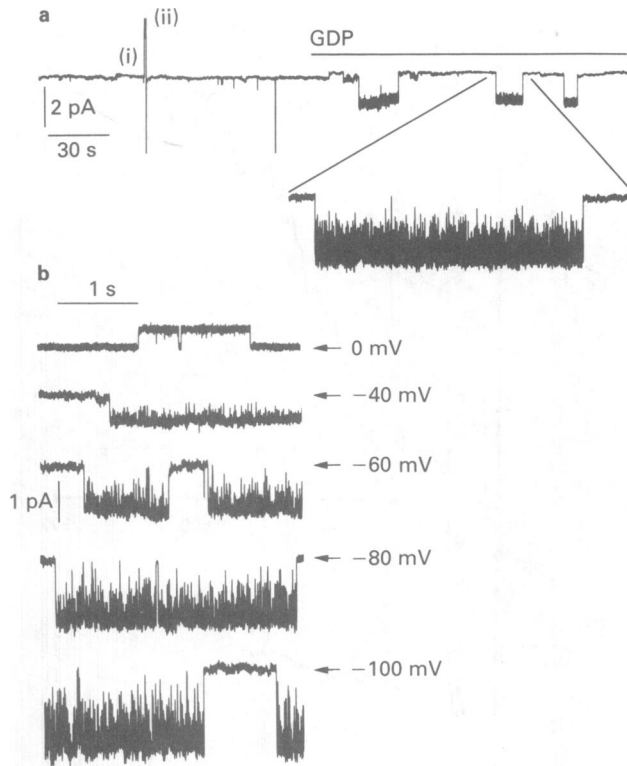 a
(ii)
(i)
GDP
2 pA
30 s
b
1 s
0 mV
−40 mV
−60 mV
1 pA
−80 mV
−100 mV